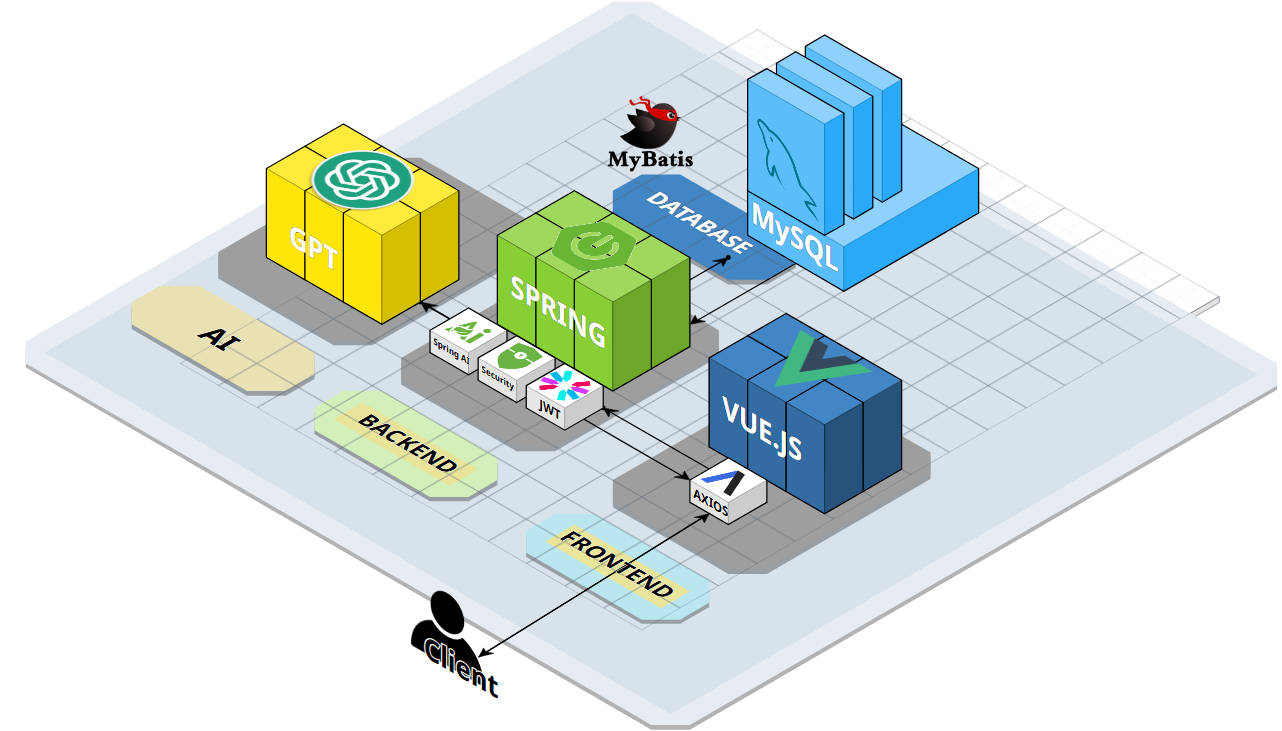 MyBatis
DATABASE
MySQL
GPT
SPRING
AI
Spring AI
Security
JWT
BACKEND
VUE.JS
AXIOS
FRONTEND
Client